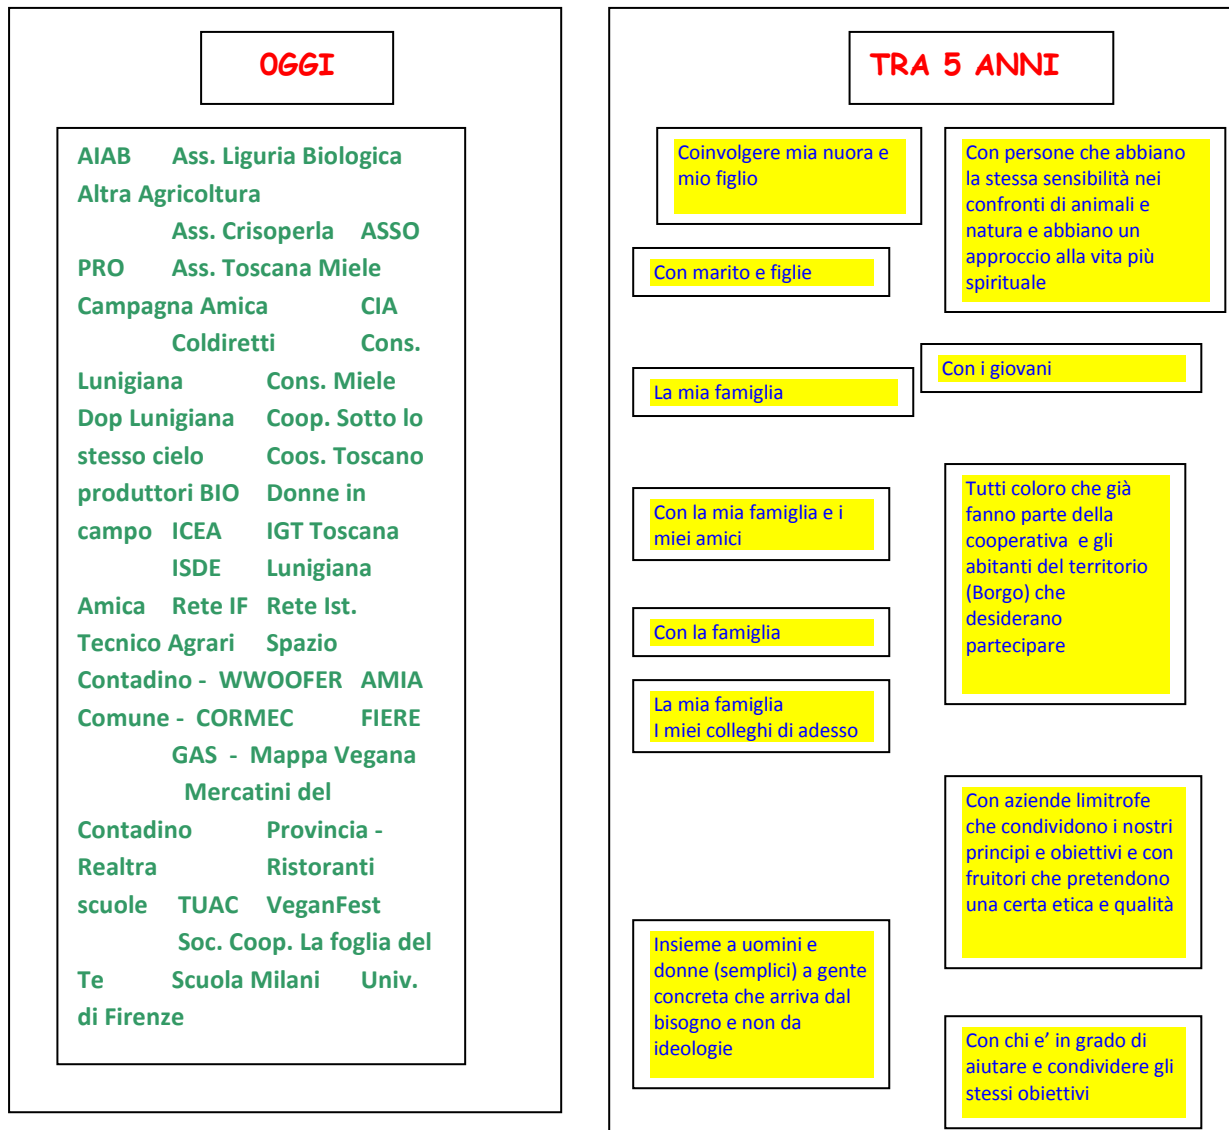 OGGI
AIAB Ass. Liguria Biologica
Altra Agricoltura
Ass. Crisoperla ASSO
PRO Ass. Toscana Miele
Campagna Amica CIA
Coldiretti Cons.
Lunigiana Cons. Miele
Dop Lunigiana Coop. Sotto lo
stesso cielo Coos. Toscano
produttori BIO Donne in
campo ICEA IGT Toscana
ISDE Lunigiana
Amica Rete IF Rete Ist.
Tecnico Agrari Spazio
Contadino - WWOOFER AMIA
Comune - CORMEC FIERE
GAS - Mappa Vegana
Mercatini del
Contadino Provincia -
Realtra Ristoranti
scuole TUAC VeganFest
Soc. Coop. La foglia del
Te Scuola Milani Univ.
di Firenze
TRA 5 ANNI
Coinvolgere mia nuora e
mio figlio
Con persone che abbiano
la stessa sensibilità nei
confronti di animali e
natura e abbiano un
approccio alla vita più
spirituale
Con marito e figlie
Con i giovani
La mia famiglia
Con la mia famiglia e i
miei amici
Tutti coloro che già
fanno parte della
cooperativa e gli
abitanti del territorio
(Borgo) che
desiderano
partecipare
Con la famiglia
La mia famiglia
I miei colleghi di adesso
Con aziende limitrofe
che condividono i nostri
principi e obiettivi e con
fruitori che pretendono
una certa etica e qualità
Insieme a uomini e
donne (semplici) a gente
concreta che arriva dal
bisogno e non da
ideologie
Con chi e' in grado di
aiutare e condividere gli
stessi obiettivi